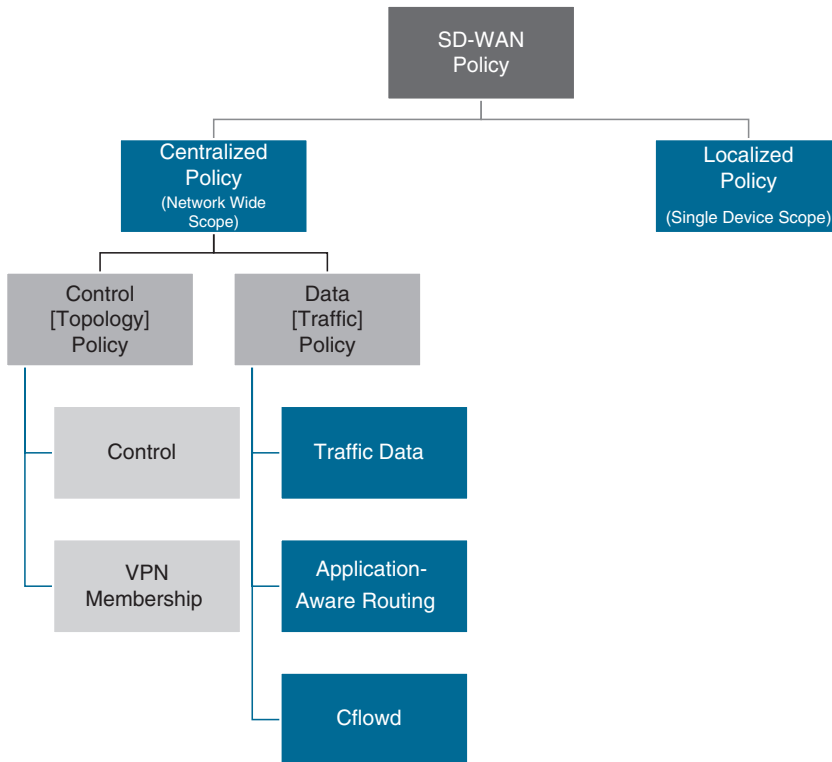 SD-WAN
Policy
Centralized
Policy
(Network Wide
Scope)
Localized
Policy
(Single Device Scope)
Control
[Topology]
Policy
Data
[Traffic]
Policy
Control
Traffic Data
VPN
Membership
Application-
Aware Routing
Cflowd